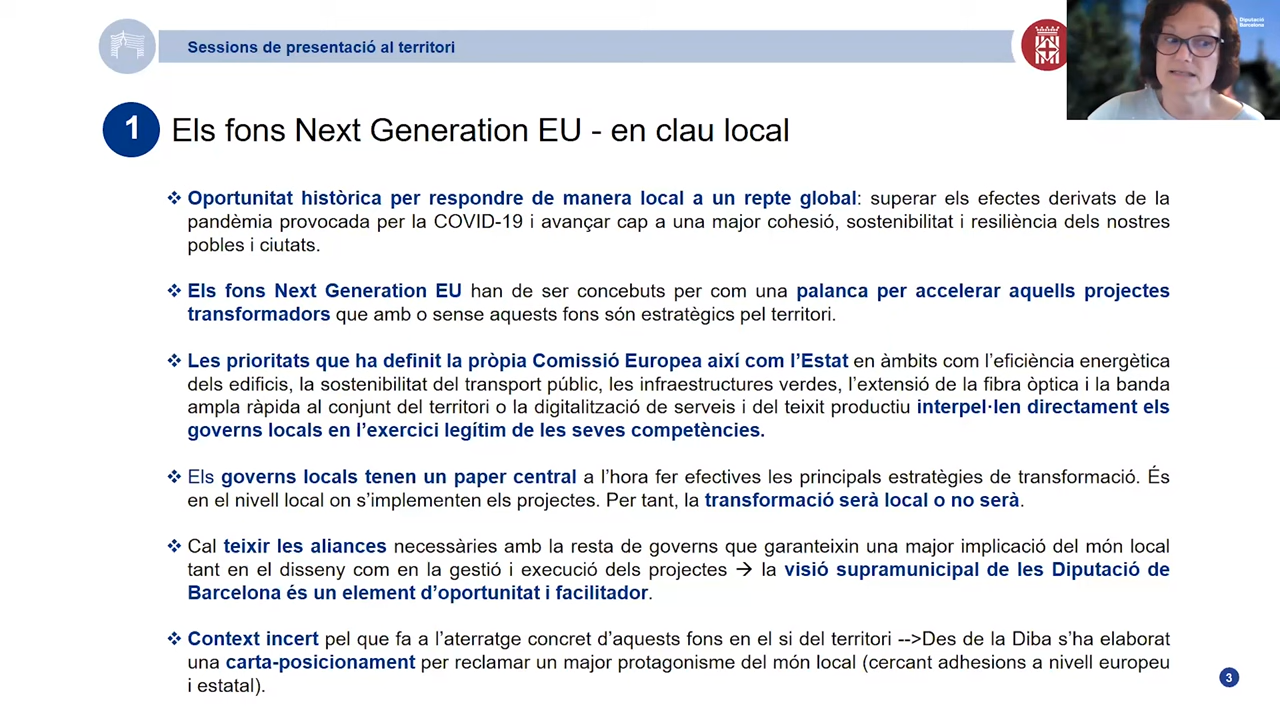 Sessions de presentació al territori
Diputació
Barcelona
1
Els fons Next Generation EU - en clau local
❖ Oportunitat històrica per respondre de manera local a un repte global: superar els efectes derivats de la
pandèmia provocada per la COVID-19 i avançar cap a una major cohesió, sostenibilitat i resiliència dels nostres
pobles i ciutats.
❖ Els fons Next Generation EU han de ser concebuts per com una palanca per accelerar aquells projectes
transformadors que amb o sense aquests fons són estratègics pel territori.
❖ Les prioritats que ha definit la pròpia Comissió Europea així com l’Estat en àmbits com l’eficiència energètica
dels edificis, la sostenibilitat del transport públic, les infraestructures verdes, l’extensió de la fibra òptica i la banda
ampla ràpida al conjunt del territori o la digitalització de serveis i del teixit productiu interpel·len directament els
governs locals en l’exercici legítim de les seves competències.
❖ Els governs locals tenen un paper central a l’hora fer efectives les principals estratègies de transformació. És
en el nivell local on s’implementen els projectes. Per tant, la transformació serà local o no serà.
❖ Cal teixir les aliances necessàries amb la resta de governs que garanteixin una major implicació del món local
tant en el disseny com en la gestió i execució dels projectes → la visió supramunicipal de les Diputació de
Barcelona és un element d’oportunitat i facilitador.
❖ Context incert pel que fa a l’aterratge concret d’aquests fons en el si del territori -->Des de la Diba s’ha elaborat
una carta-posicionament per reclamar un major protagonisme del món local (cercant adhesions a nivell europeu
i estatal).
3